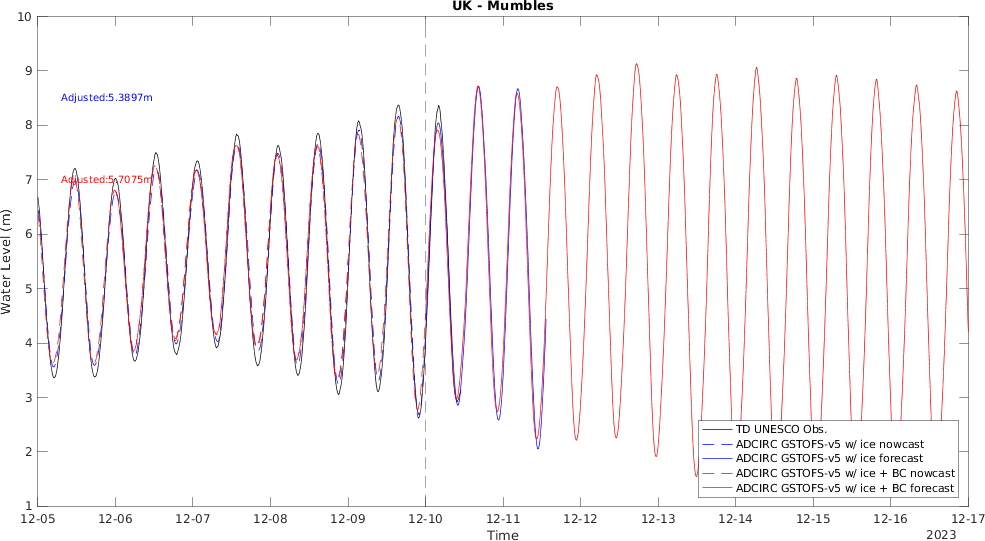 UK - Mumbles
10
9
8
7
6
5
4
3
2
1
Water Level (m)
Adjusted:5.3897m
Adjusted:5.7075m
TD UNESCO Obs.
ADCIRC GSTOFS-v5 w/ ice nowcast
ADCIRC GSTOFS-v5 w/ ice forecast
ADCIRC GSTOFS-v5 w/ ice + BC nowcast
ADCIRC GSTOFS-v5 w/ ice + BC forecast
12-05 12-06 12-07 12-08 12-09 12-10 12-11 12-12 12-13 12-14 12-15 12-16 12-17
Time
2023